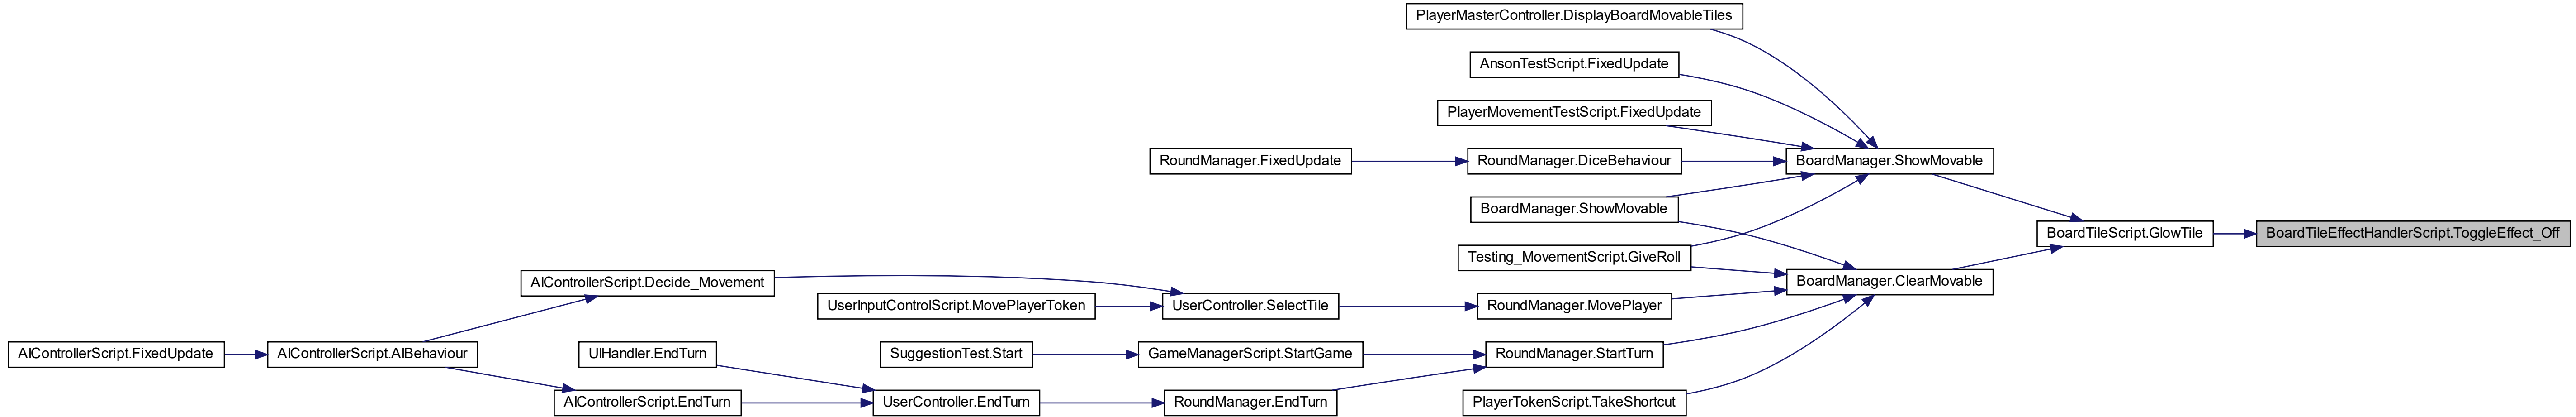 PlayerMasterController.DisplayBoardMovableTiles
AnsonTestScript.FixedUpdate
PlayerMovementTestScript.FixedUpdate
RoundManager.FixedUpdate
RoundManager.DiceBehaviour
BoardManager.ShowMovable
BoardManager.ShowMovable
BoardTileScript.GlowTile
BoardTileEffectHandlerScript.ToggleEffect_Off
Testing_MovementScript.GiveRoll
AIControllerScript.Decide_Movement
BoardManager.ClearMovable
UserInputControlScript.MovePlayerToken
UserController.SelectTile
RoundManager.MovePlayer
AIControllerScript.FixedUpdate
AIControllerScript.AIBehaviour
UIHandler.EndTurn
SuggestionTest.Start
GameManagerScript.StartGame
RoundManager.StartTurn
AIControllerScript.EndTurn
UserController.EndTurn
RoundManager.EndTurn
PlayerTokenScript.TakeShortcut